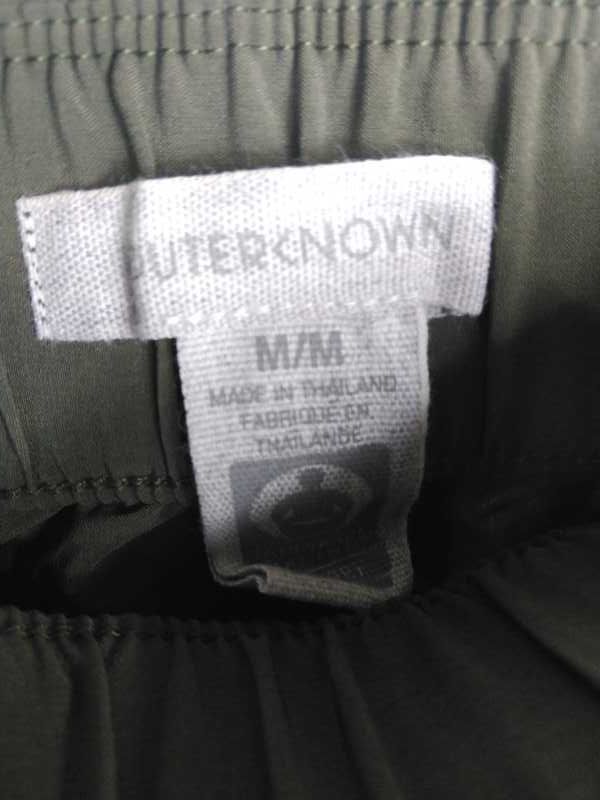 OUTERKNOWN
M/M
MADE IN THAILAND
FABRIQUE EN
THAILANDE